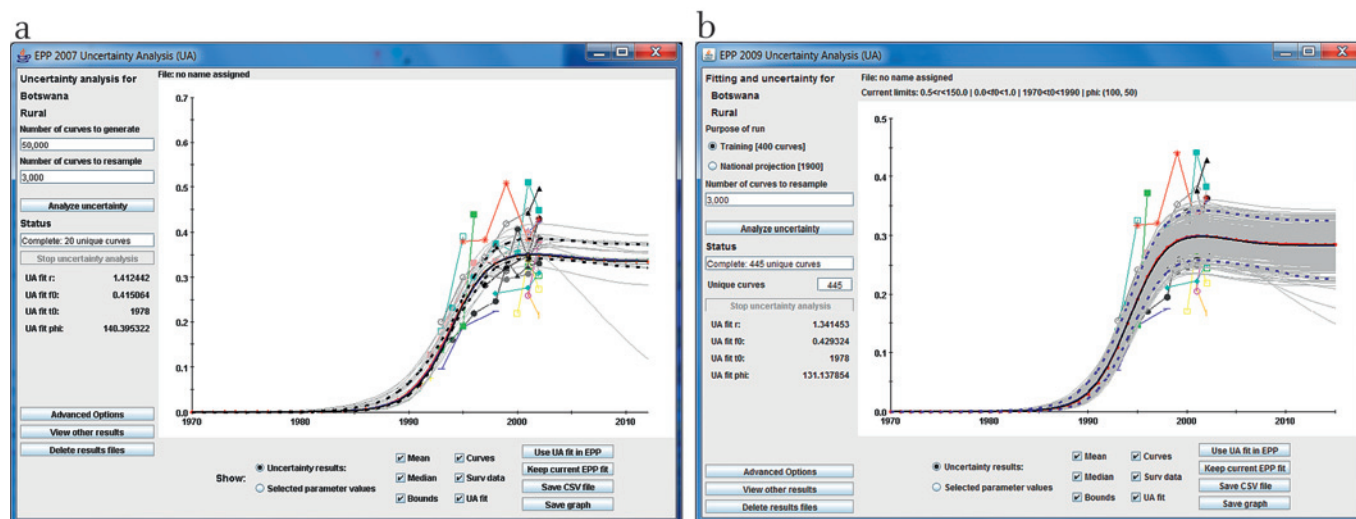 a
EPP 2007 Uncertainty Analysis (UA)
Uncertainty analysis for
Botswana
Rural
Number of curves to generate
50,000
Number of curves to resample
3,000
Analyze uncertainty
Status
Complete: 20 unique curves
Stop uncertainty analysis
UA fit r: 1.412442
UA fit f0: 0.415064
UA fit t0: 1978
UA fit phi: 140.395322
Advanced Options
View other results
Delete results files
File: no name assigned
0.7
0.6
0.5
0.4
0.3
0.2
0.1
0.0
1970 1980 1990 2000 2010
Show:
Uncertainty results:
Selected parameter values
Mean Curves
Median Surv data
Bounds UA fit
Use UA fit in EPP
Keep current EPP fit
Save CSV file
Save graph
b
EPP 2009 Uncertainty Analysis (UA)
Fitting and uncertainty for
Botswana
Rural
Purpose of run
Training [400 curves]
National projection [1900]
Number of curves to resample
3,000
Analyze uncertainty
Status
Complete: 445 unique curves
Unique curves 445
Stop uncertainty analysis
UA fit r: 1.341453
UA fit f0: 0.429324
UA fit t0: 1978
UA fit phi: 131.137854
Advanced Options
View other results
Delete results files
File: no name assigned
Current limits: 0.5<r<150.0 | 0.0<f0<1.0 | 1970<t0<1990 | phi: (100, 50)
0.5
0.4
0.3
0.2
0.1
0.0
1970 1980 1990 2000 2010
Show:
Uncertainty results:
Selected parameter values
Mean Curves
Median Surv data
Bounds UA fit
Use UA fit in EPP
Keep current EPP fit
Save CSV file
Save graph